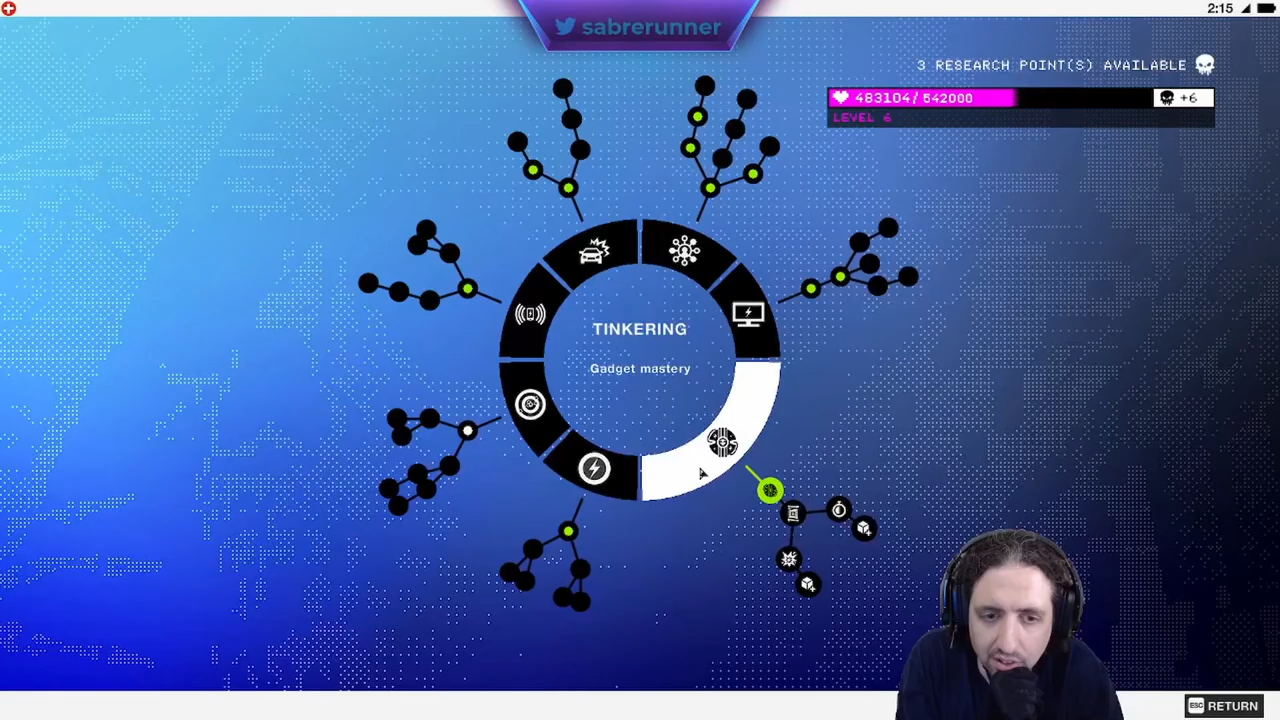 2:15
sabrerunner
3 RESEARCH POINT(S) AVAILABLE
483104/542000
+6
LEVEL 6
TINKERING
Gadget mastery
ESC RETURN